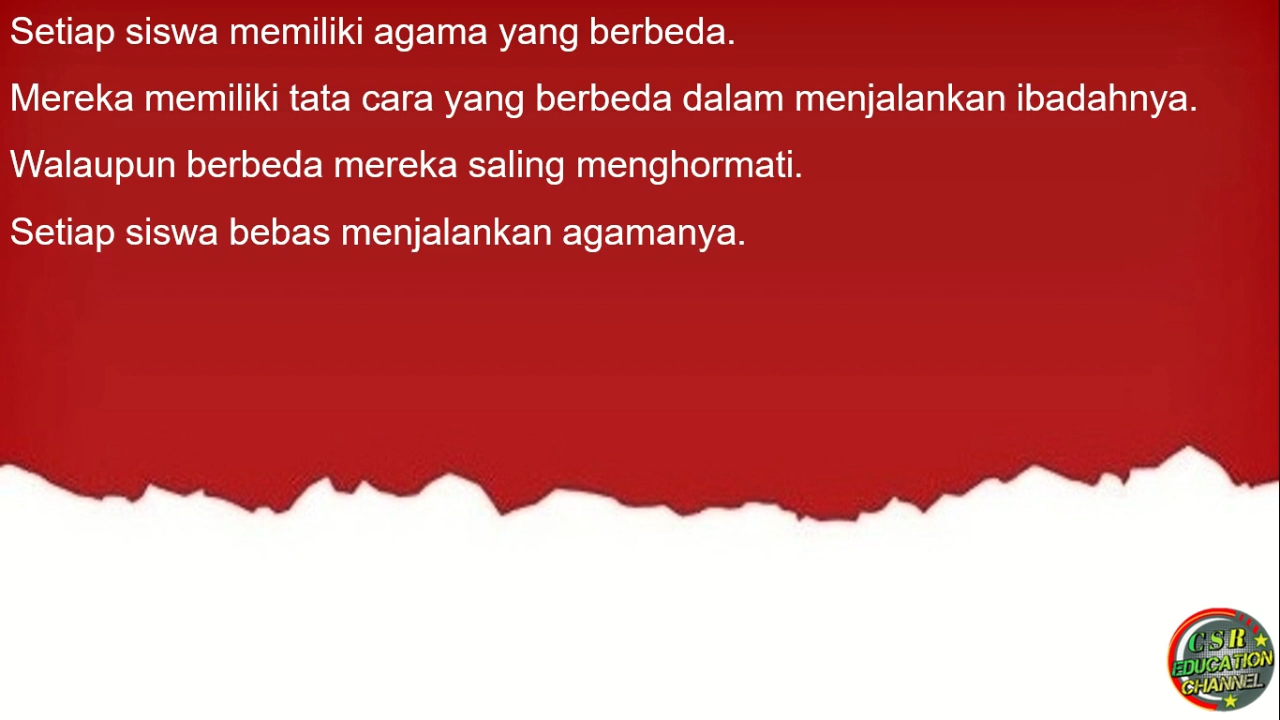 Setiap siswa memiliki agama yang berbeda.
Mereka memiliki tata cara yang berbeda dalam menjalankan ibadahnya.
Walaupun berbeda mereka saling menghormati.
Setiap siswa bebas menjalankan agamanya.
CSR
EDUCATION
CHANNEL